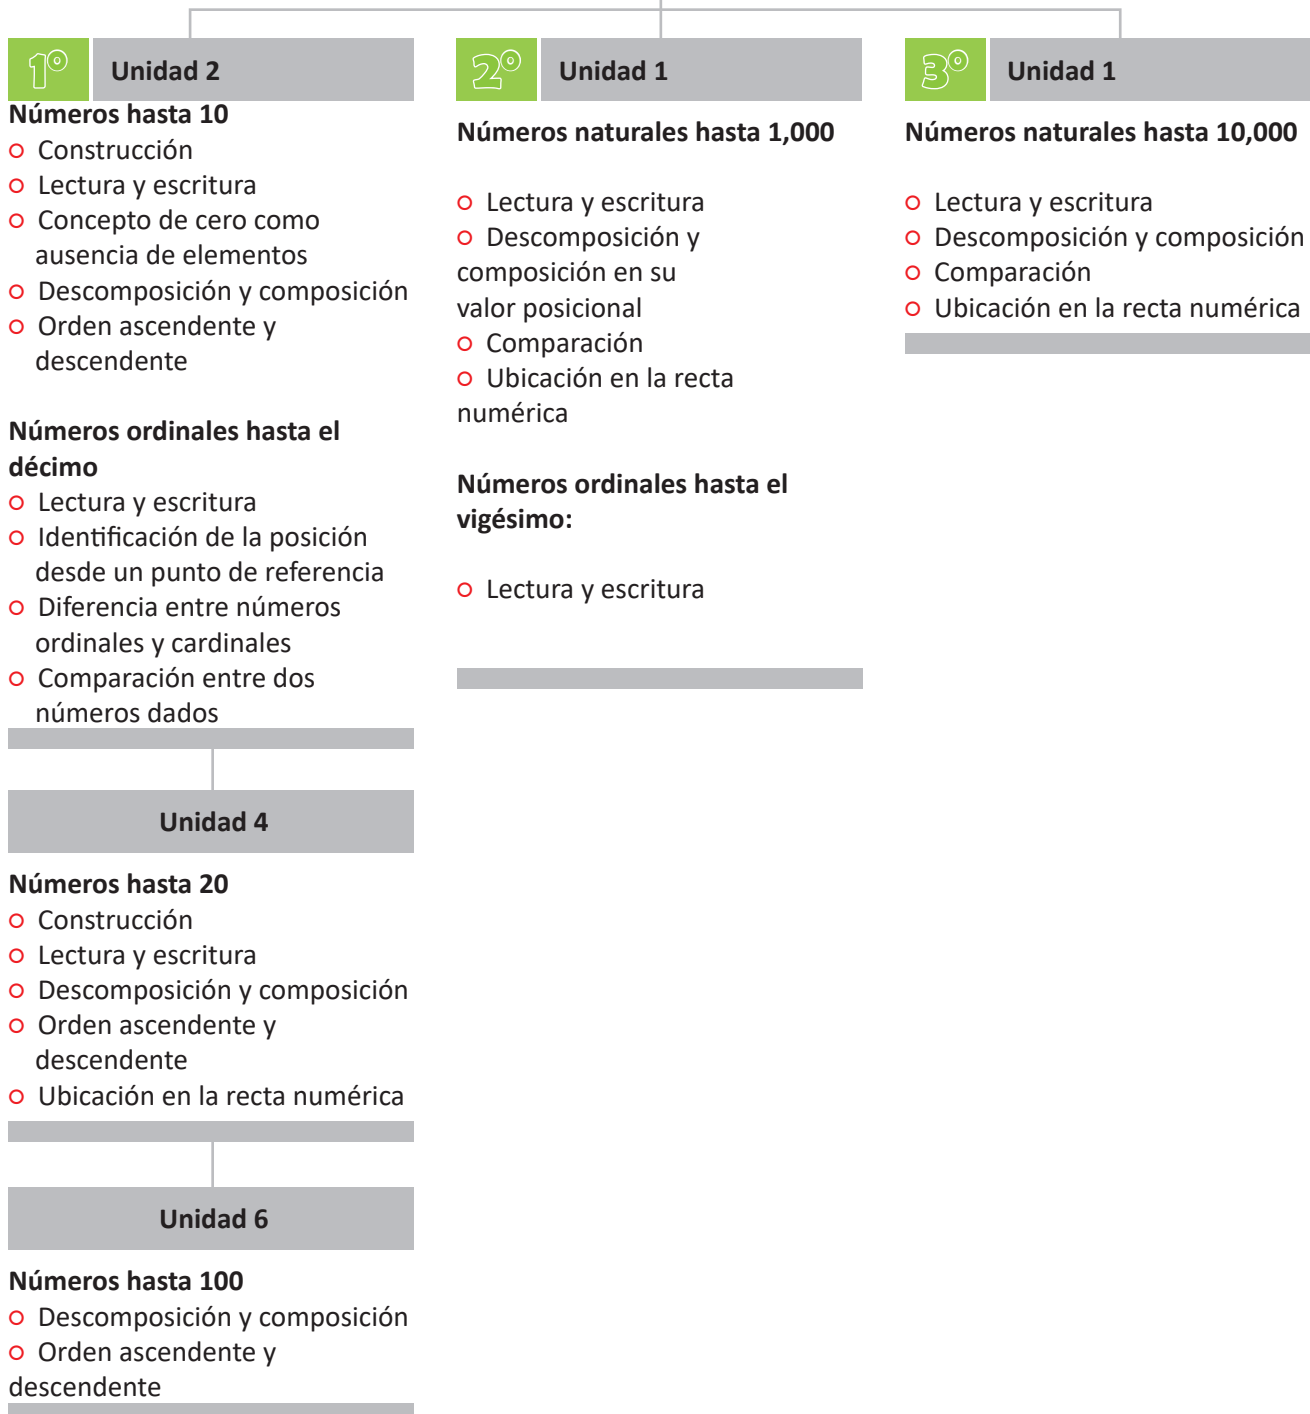 1º
Unidad 2
Números hasta 10
Construcción
Lectura y escritura
Concepto de cero como
ausencia de elementos
Descomposición y composición
Orden ascendente y
descendente
Números ordinales hasta el
décimo
Lectura y escritura
Identificación de la posición
desde un punto de referencia
Diferencia entre números
ordinales y cardinales
Comparación entre dos
números dados
Unidad 4
Números hasta 20
Construcción
Lectura y escritura
Descomposición y composición
Orden ascendente y
descendente
Ubicación en la recta numérica
Unidad 6
Números hasta 100
Descomposición y composición
Orden ascendente y
descendente
2º
Unidad 1
Números naturales hasta 1,000
Lectura y escritura
Descomposición y
composición en su
valor posicional
Comparación
Ubicación en la recta
numérica
Números ordinales hasta el
vigésimo:
Lectura y escritura
3º
Unidad 1
Números naturales hasta 10,000
Lectura y escritura
Descomposición y composición
Comparación
Ubicación en la recta numérica